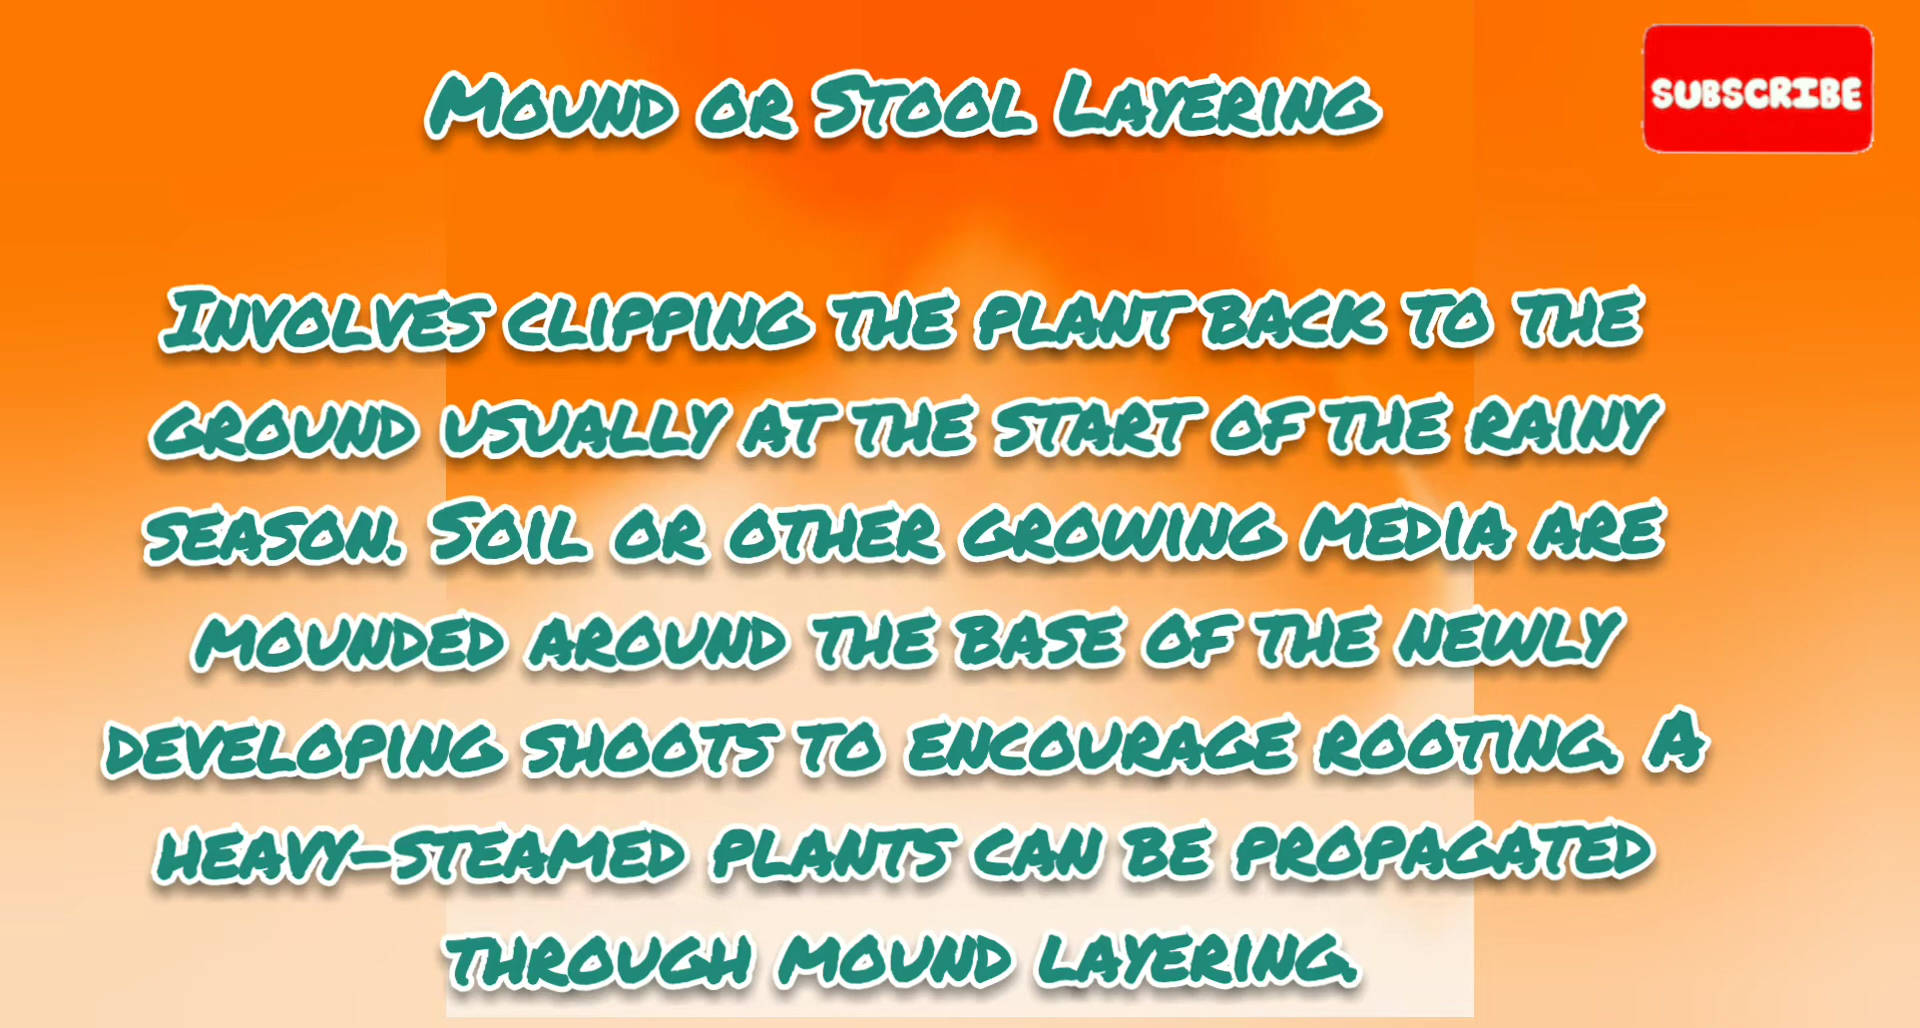 Mound or Stool Layering
SUBSCRIBE
Involves clipping the plant back to the
ground usually at the start of the rainy
season. Soil or other growing media are
mounded around the base of the newly
developing shoots to encourage rooting. A
heavy-steamed plants can be propagated
through mound layering.